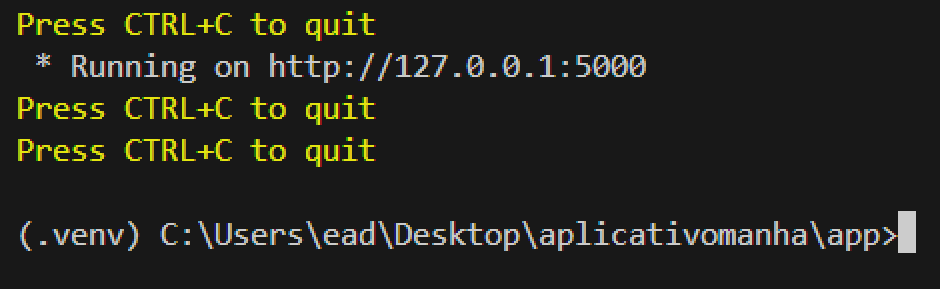 Press CTRL+C to quit
 * Running on http://127.0.0.1:5000
Press CTRL+C to quit
Press CTRL+C to quit
(.venv) C:\Users\ead\Desktop\aplicativomanha\app>